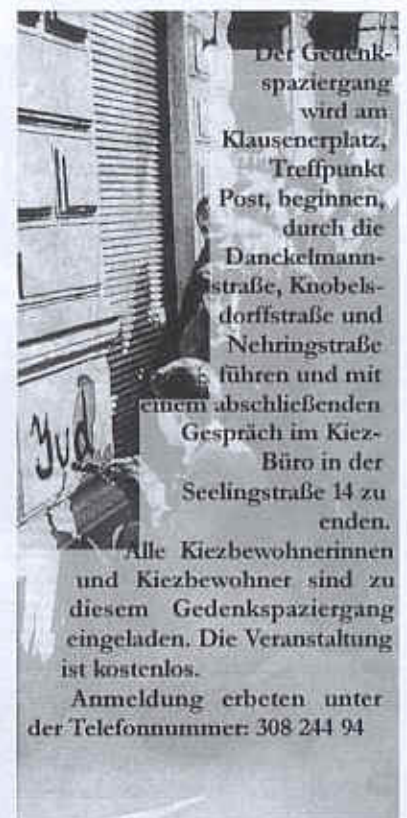 Der Gedenk-
spaziergang
wird am
Klausenerplatz,
Treffpunkt
Post, beginnen,
durch die
Danckelmann-
straße, Knobels-
dorffstraße und
Nehringstraße
führen und mit
einem abschließenden
Gespräch im Kiez-
Büro in der
Seelingstraße 14 zu
enden.
Alle Kiezbewohnerinnen
und Kiezbewohner sind zu
diesem Gedenkspaziergang
eingeladen. Die Veranstaltung
ist kostenlos.
Anmeldung erbeten unter
der Telefonnummer: 308 244 94
Jud